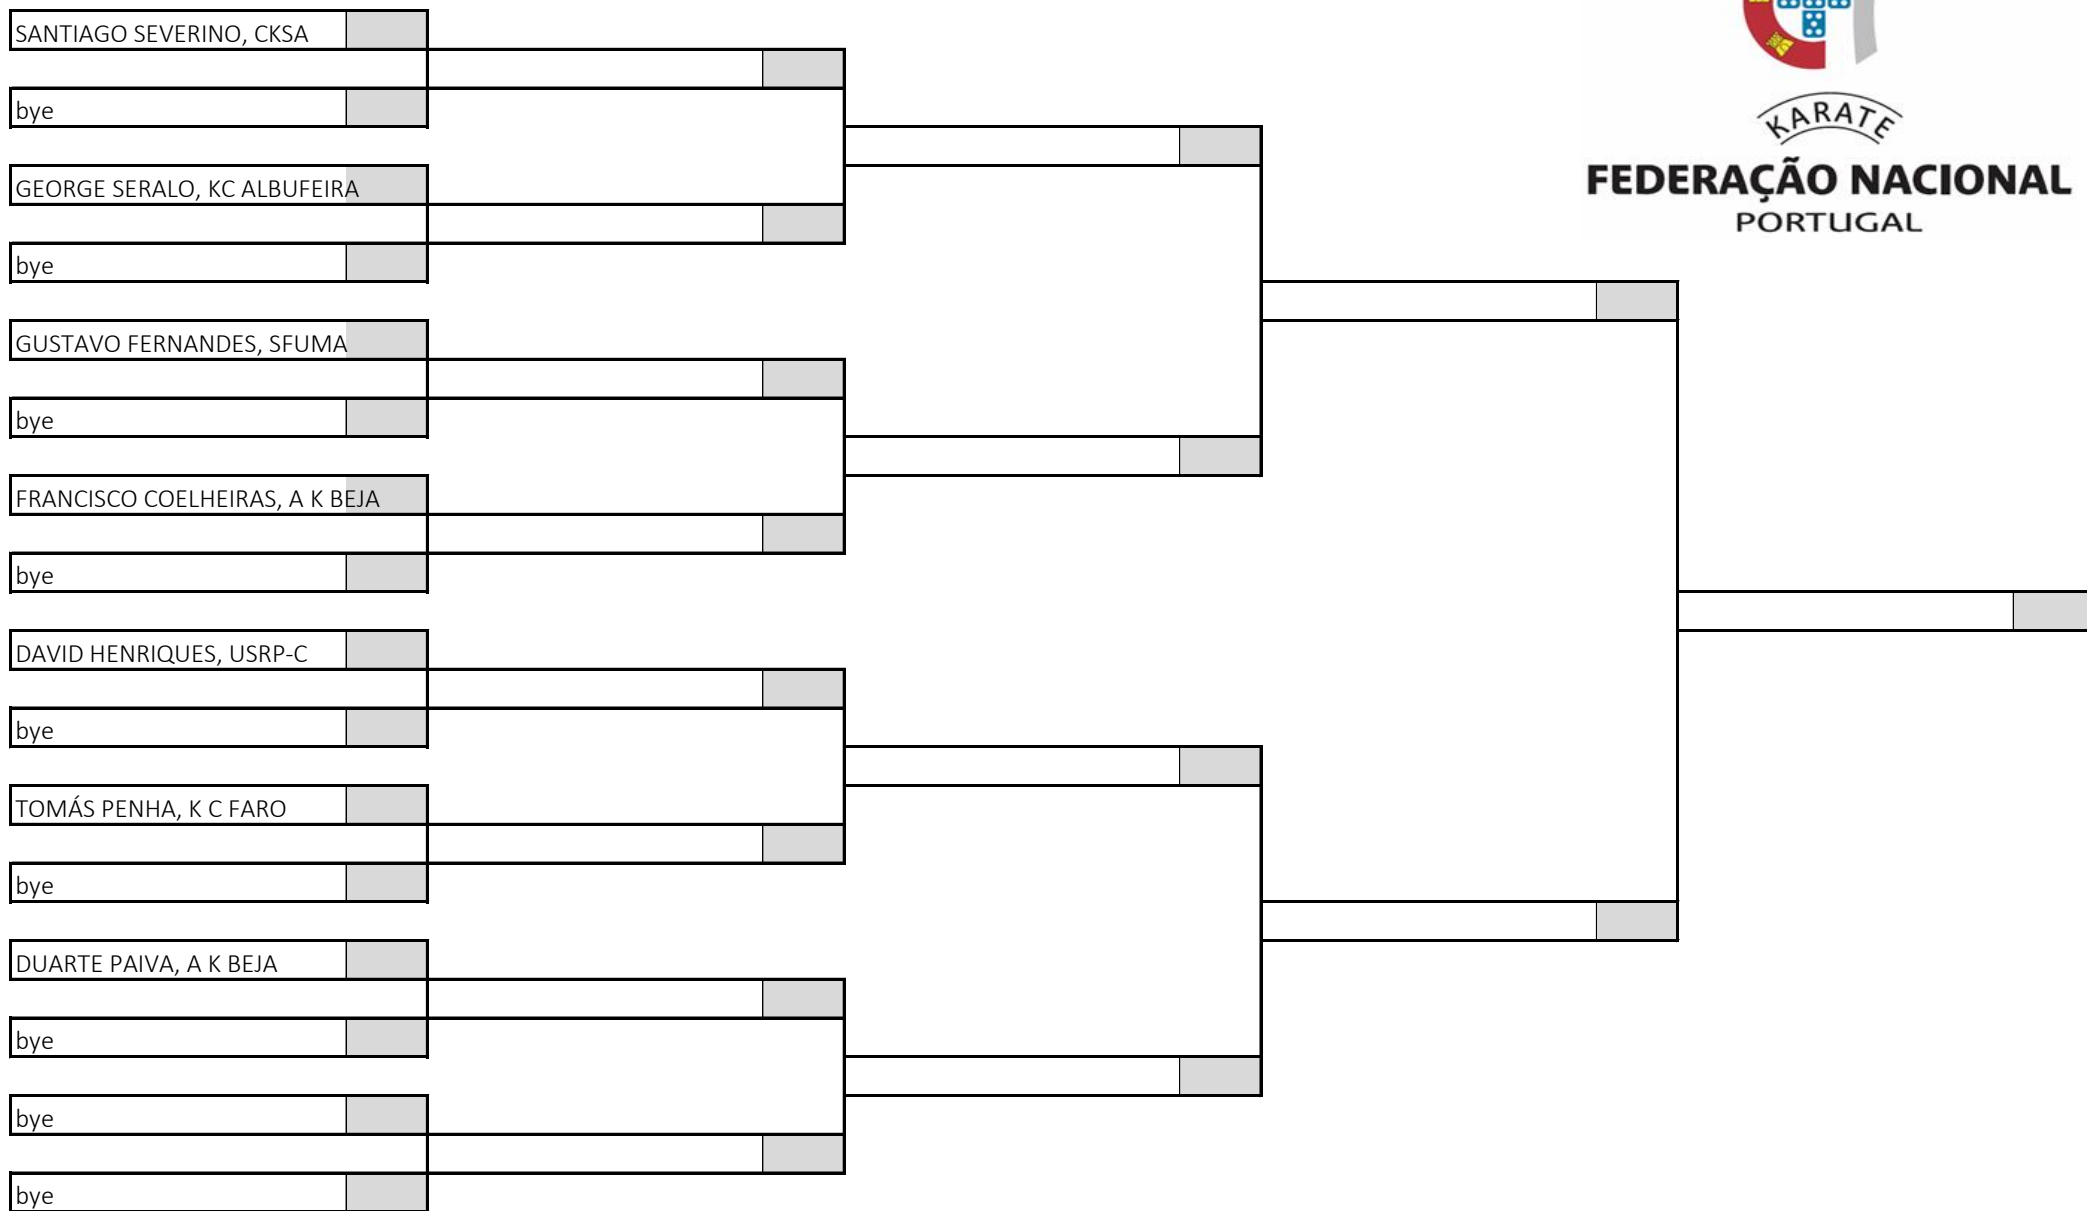 SANTIAGO SEVERINO, CKSA
bye
GEORGE SERALO, KC ALBUFEIRA
bye
GUSTAVO FERNANDES, SFUMA
bye
FRANCISCO COELHEIRAS, A K BEJA
bye
DAVID HENRIQUES, USRP-C
bye
TOMÁS PENHA, K C FARO
bye
DUARTE PAIVA, A K BEJA
bye
bye
bye
KARATE
FEDERAÇÃO NACIONAL
PORTUGAL